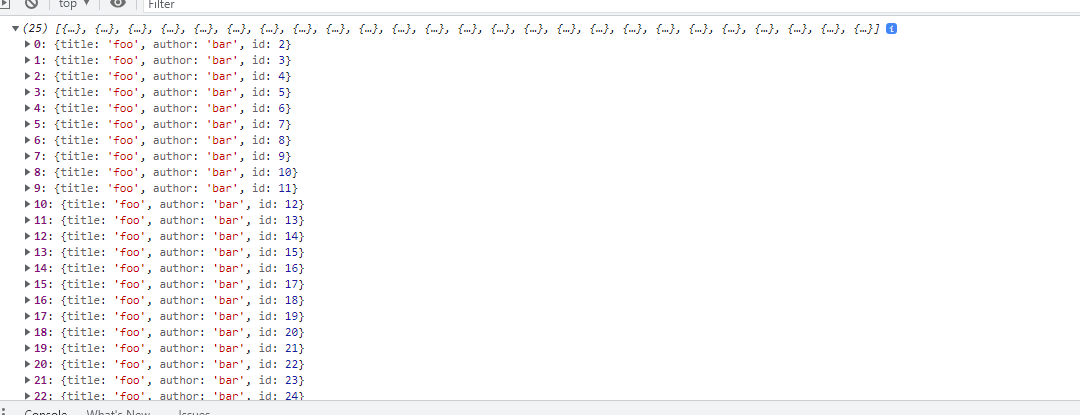 top ▼ Filter
▼(25) [{…}, {…}, {…}, {…}, {…}, {…}, {…}, {…}, {…}, {…}, {…}, {…}, {…}, {…}, {…}, {…}, {…}, {…}, {…}, {…}, {…}, {…}, {…}, {…}, {…}] i
▶0: {title: 'foo', author: 'bar', id: 2}
▶1: {title: 'foo', author: 'bar', id: 3}
▶2: {title: 'foo', author: 'bar', id: 4}
▶3: {title: 'foo', author: 'bar', id: 5}
▶4: {title: 'foo', author: 'bar', id: 6}
▶5: {title: 'foo', author: 'bar', id: 7}
▶6: {title: 'foo', author: 'bar', id: 8}
▶7: {title: 'foo', author: 'bar', id: 9}
▶8: {title: 'foo', author: 'bar', id: 10}
▶9: {title: 'foo', author: 'bar', id: 11}
▶10: {title: 'foo', author: 'bar', id: 12}
▶11: {title: 'foo', author: 'bar', id: 13}
▶12: {title: 'foo', author: 'bar', id: 14}
▶13: {title: 'foo', author: 'bar', id: 15}
▶14: {title: 'foo', author: 'bar', id: 16}
▶15: {title: 'foo', author: 'bar', id: 17}
▶16: {title: 'foo', author: 'bar', id: 18}
▶17: {title: 'foo', author: 'bar', id: 19}
▶18: {title: 'foo', author: 'bar', id: 20}
▶19: {title: 'foo', author: 'bar', id: 21}
▶20: {title: 'foo', author: 'bar', id: 22}
▶21: {title: 'foo', author: 'bar', id: 23}
▶22: {title: 'foo', author: 'bar', id: 24}
Console What's New Issues